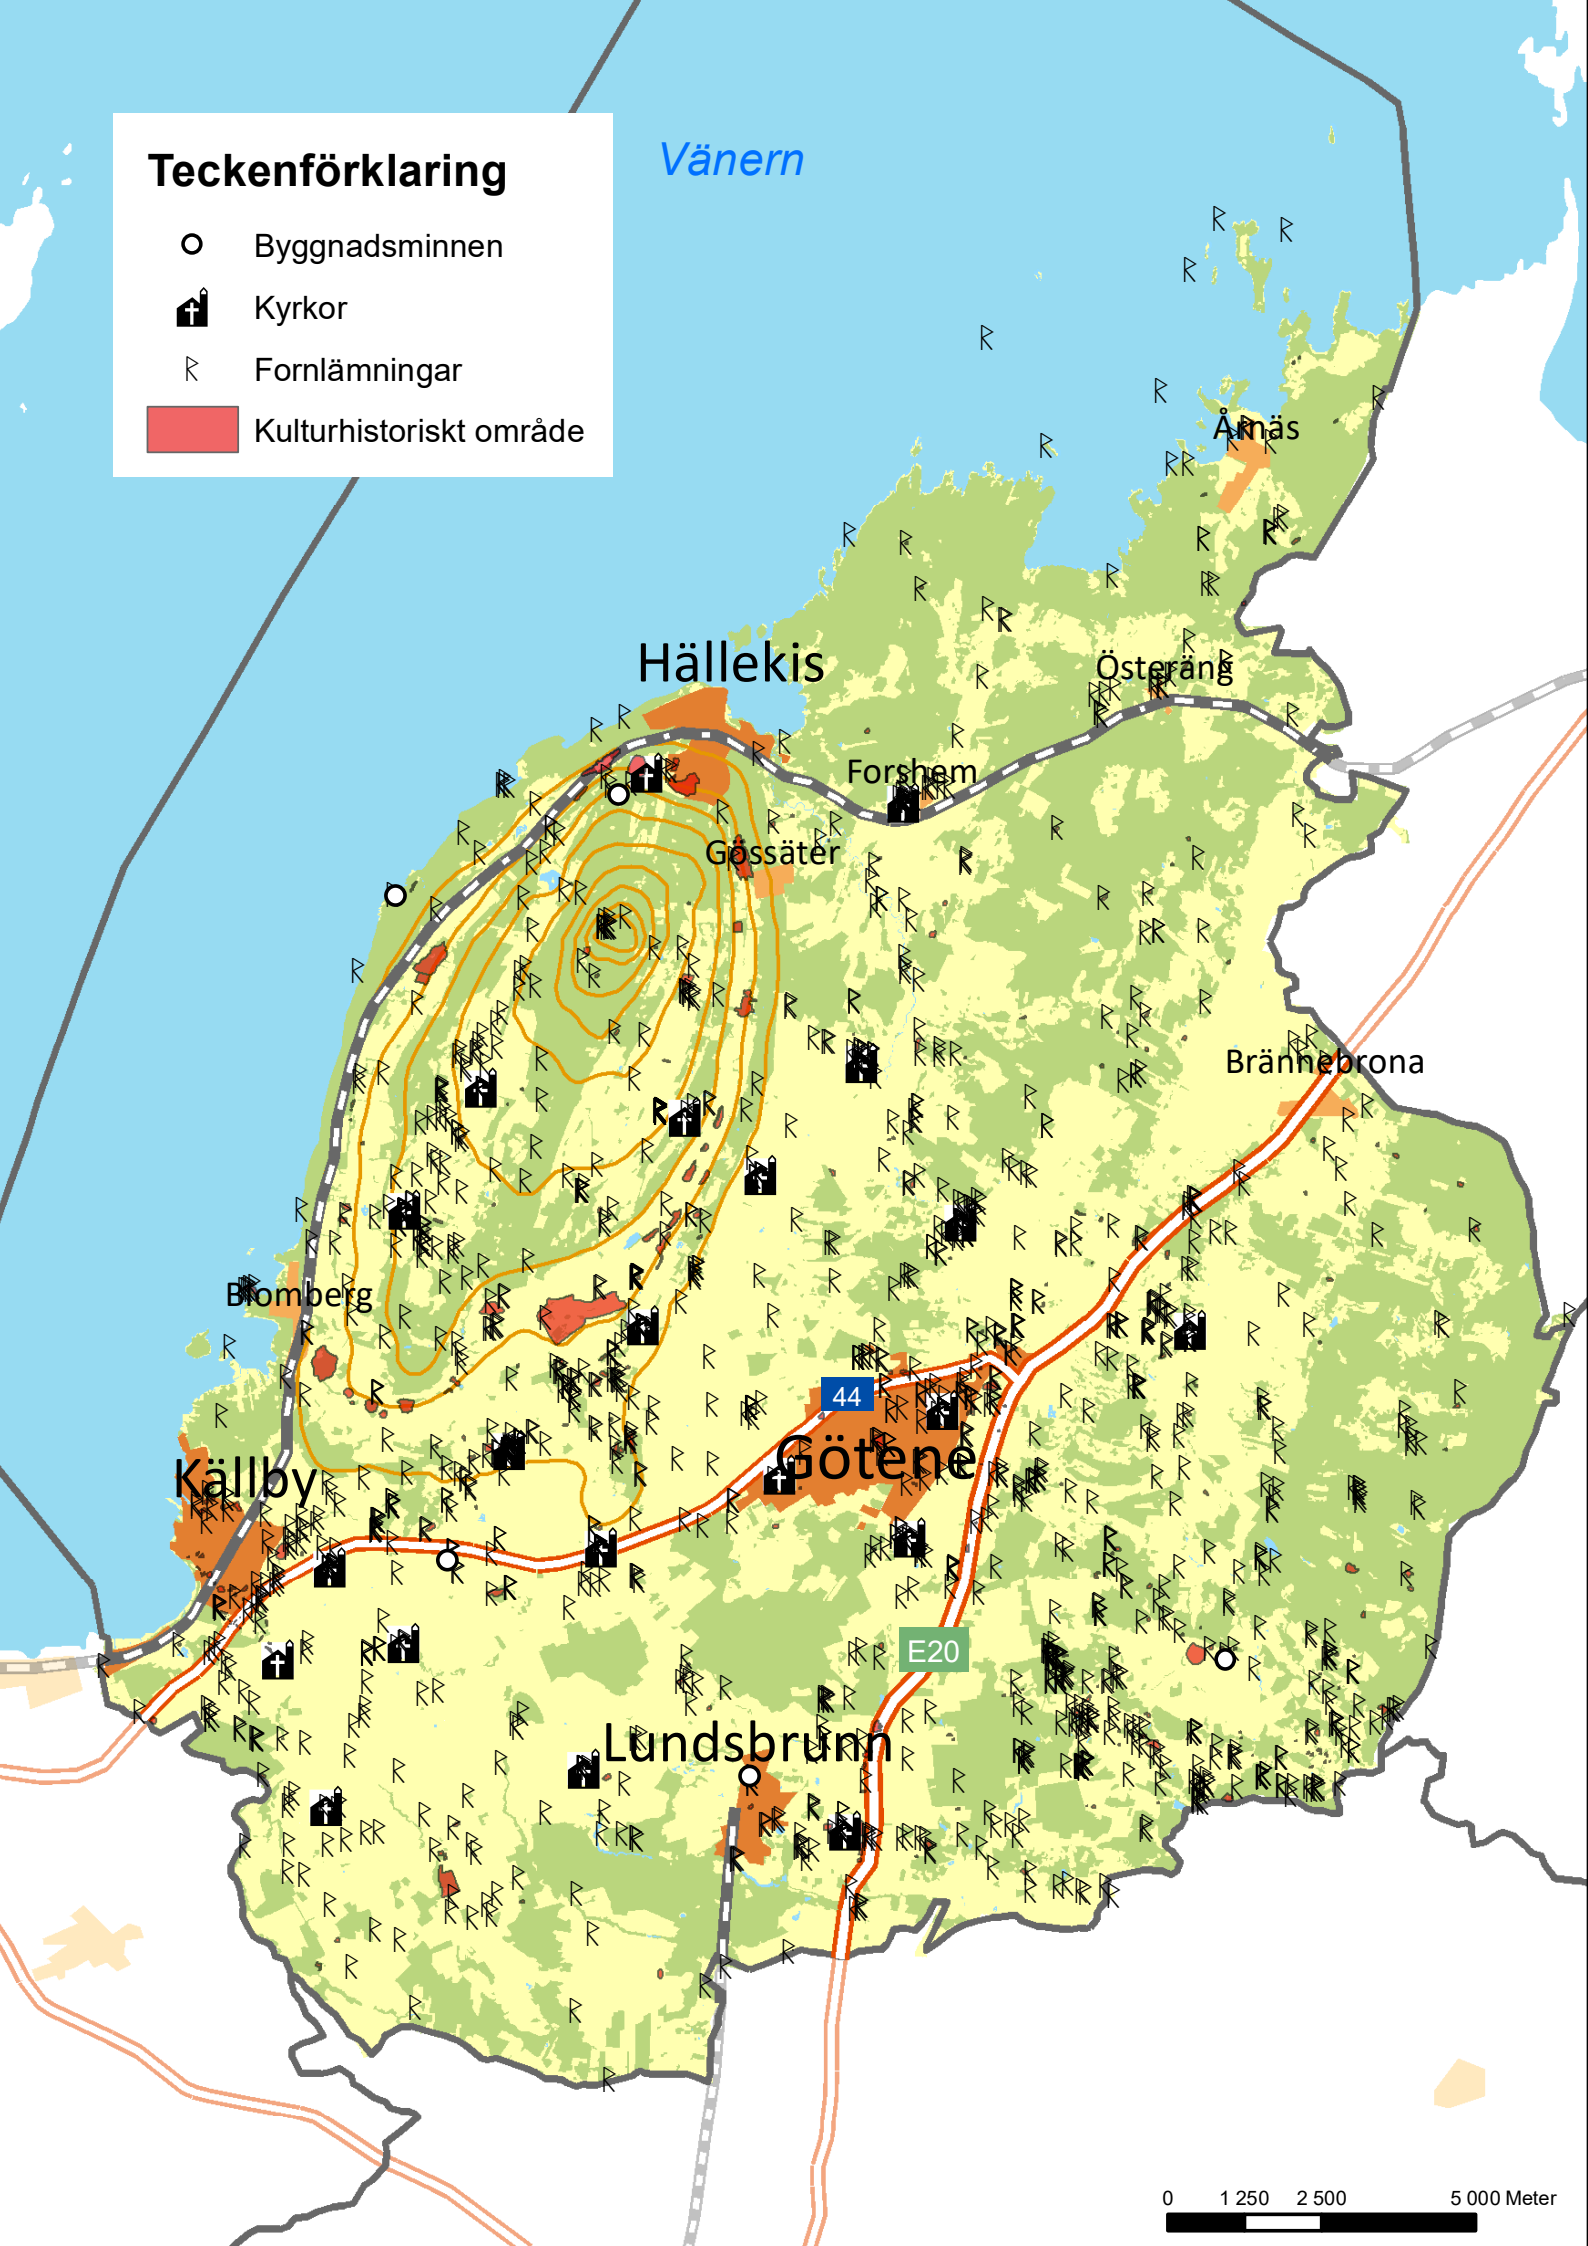 Vänern
Teckenförklaring
Byggnadsminnen
Kyrkor
Fornlämningar
Kulturhistoriskt område
Årnäs
Hällekis
Österäng
Forshem
Gössäter
Brännebrona
Blomberg
44
Götene
Källby
E20
Lundsbrunn
0 1 250 2 500 5 000 Meter